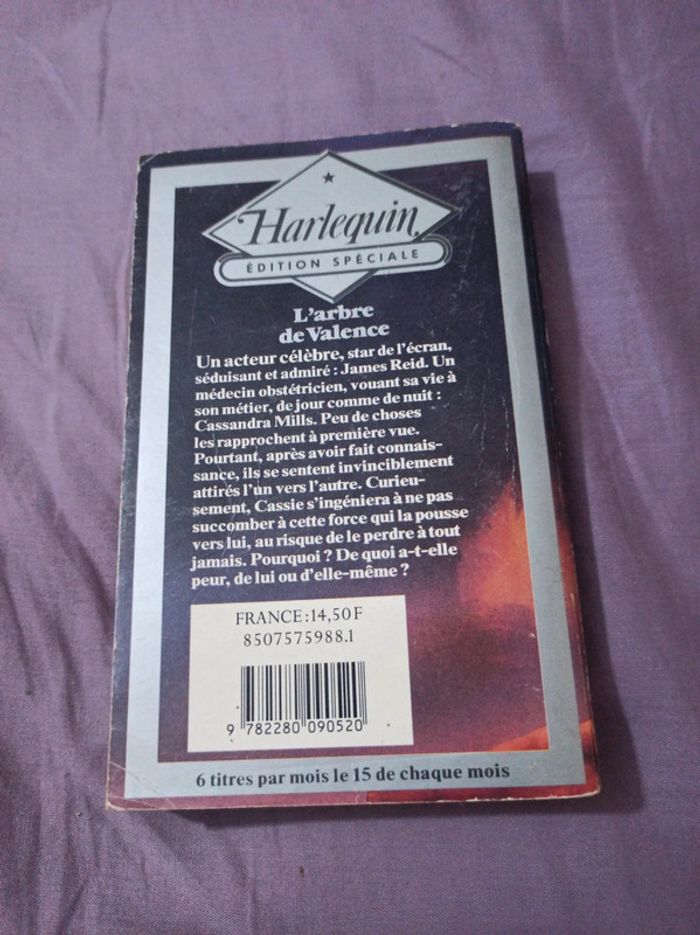 Harlequin
ÉDITION SPÉCIALE
L'arbre
de Valence
Un acteur célèbre, star de l'écran,
séduisant et admiré : James Reid. Un
médecin obstétricien, vouant sa vie à
son métier, de jour comme de nuit :
Cassandra Mills. Peu de choses
les rapprochent à première vue.
Pourtant, après avoir fait connais-
sance, ils se sentent invinciblement
attirés l'un vers l'autre. Curieu-
sement, Cassie s'ingéniera à ne pas
succomber à cette force qui la pousse
vers lui, au risque de le perdre à tout
jamais. Pourquoi ? De quoi a-t-elle
peur, de lui ou d'elle-même ?
FRANCE : 14,50 F
8507575988.1
9 782280 090520
6 titres par mois le 15 de chaque mois